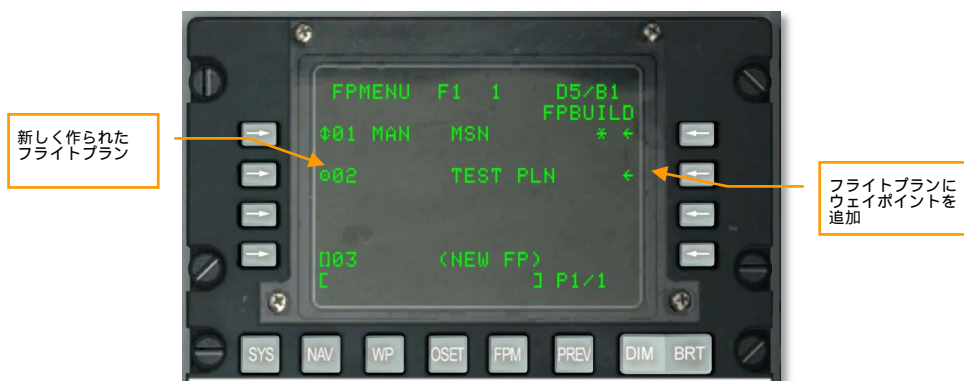 FPMENU F1 1 D5/B1
FPBUILD
↕01 MAN MSN * ←
⊙02 TEST PLN ←
[]03 (NEW FP)
[ ] P1/1
新しく作られた
フライトプラン
フライトプランに
ウェイポイントを
追加
SYS NAV WP OSET FPM PREV DIM BRT